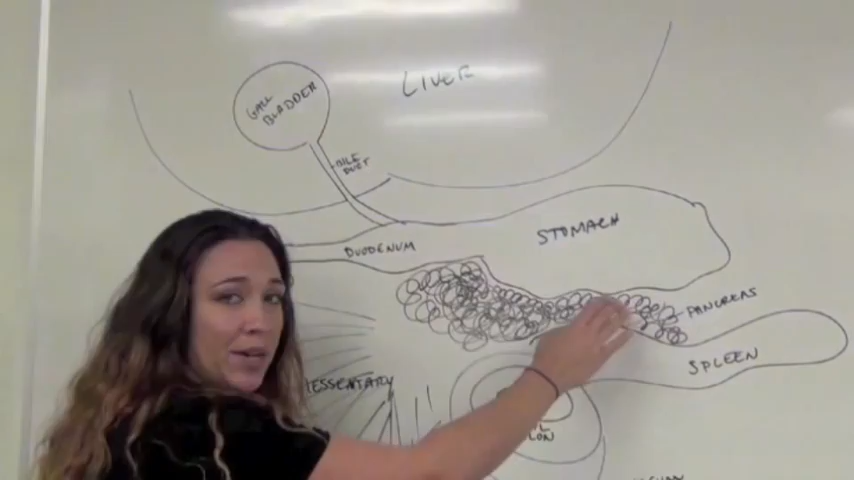 LIVER
GALL
BLADDER
BILE
DUCT
STOMACH
DUODENUM
PANCREAS
SPLEEN